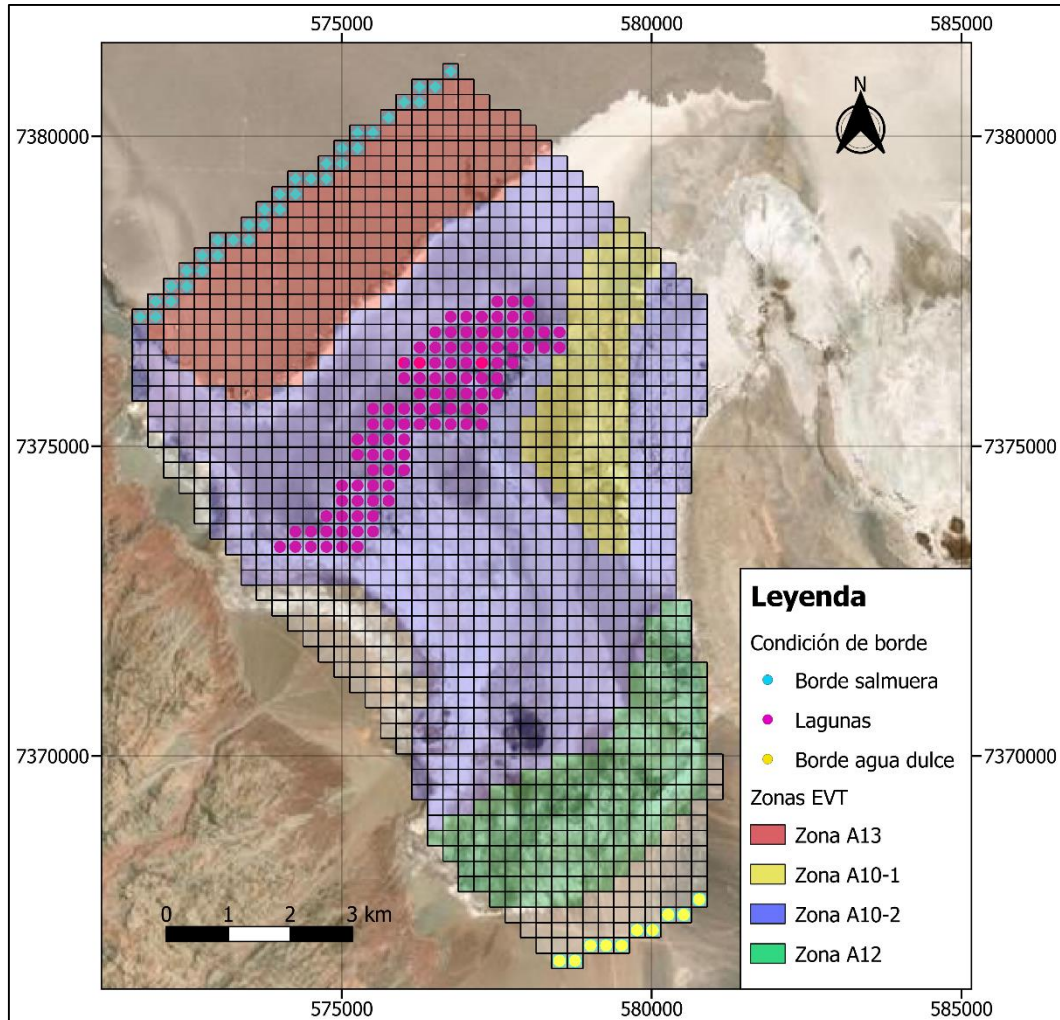 575000 580000 585000
N
7380000 7380000
7375000 7375000
Leyenda
Condición de borde
Borde salmuera
Lagunas
7370000 7370000
Borde agua dulce
Zonas EVT
Zona A13
Zona A10-1
0 1 2 3 km
Zona A10-2
Zona A12
575000 580000 585000